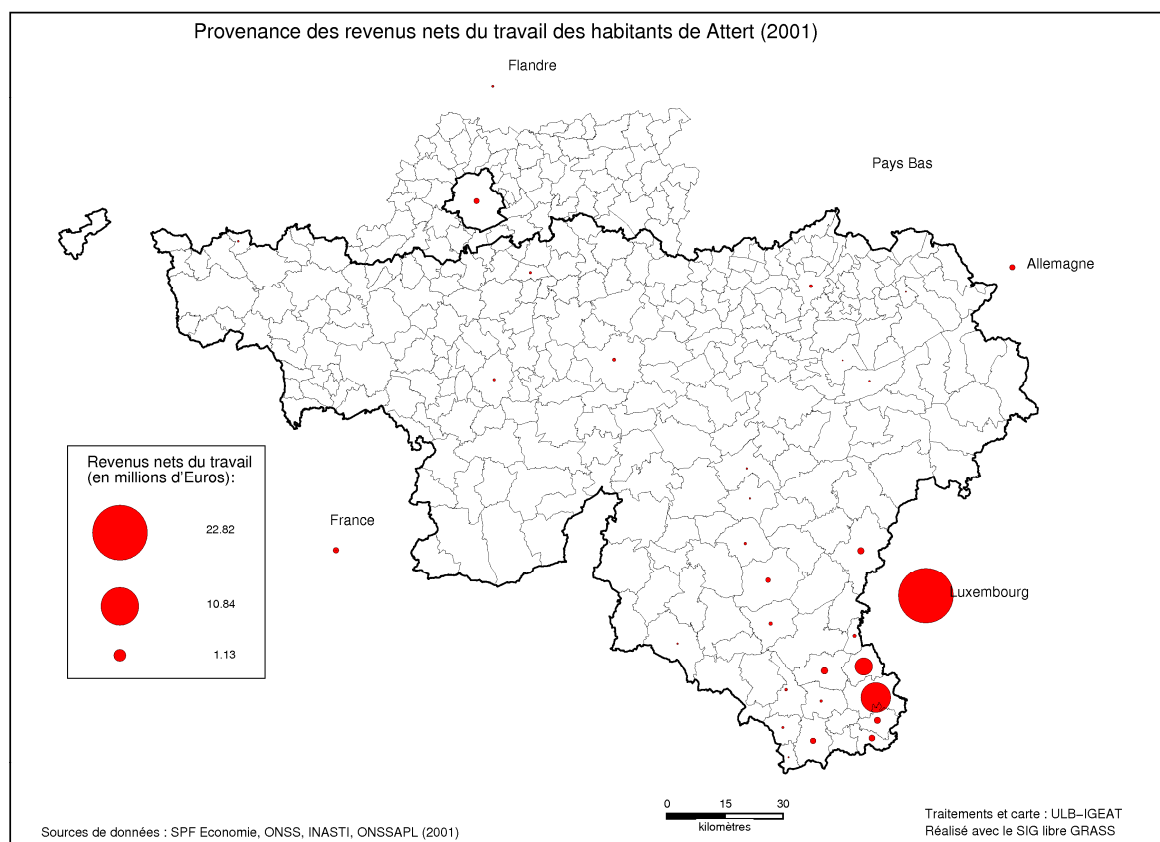 Provenance des revenus nets du travail des habitants de Attert (2001)
Flandre
Pays Bas
Allemagne
Revenus nets du travail
(en millions d'Euros):
22.82
10.84
1.13
France
Luxembourg
0 15 30
kilomètres
Sources de données : SPF Economie, ONSS, INASTI, ONSSAPL (2001)
Traitements et carte : ULB-IGEAT
Réalisé avec le SIG libre GRASS